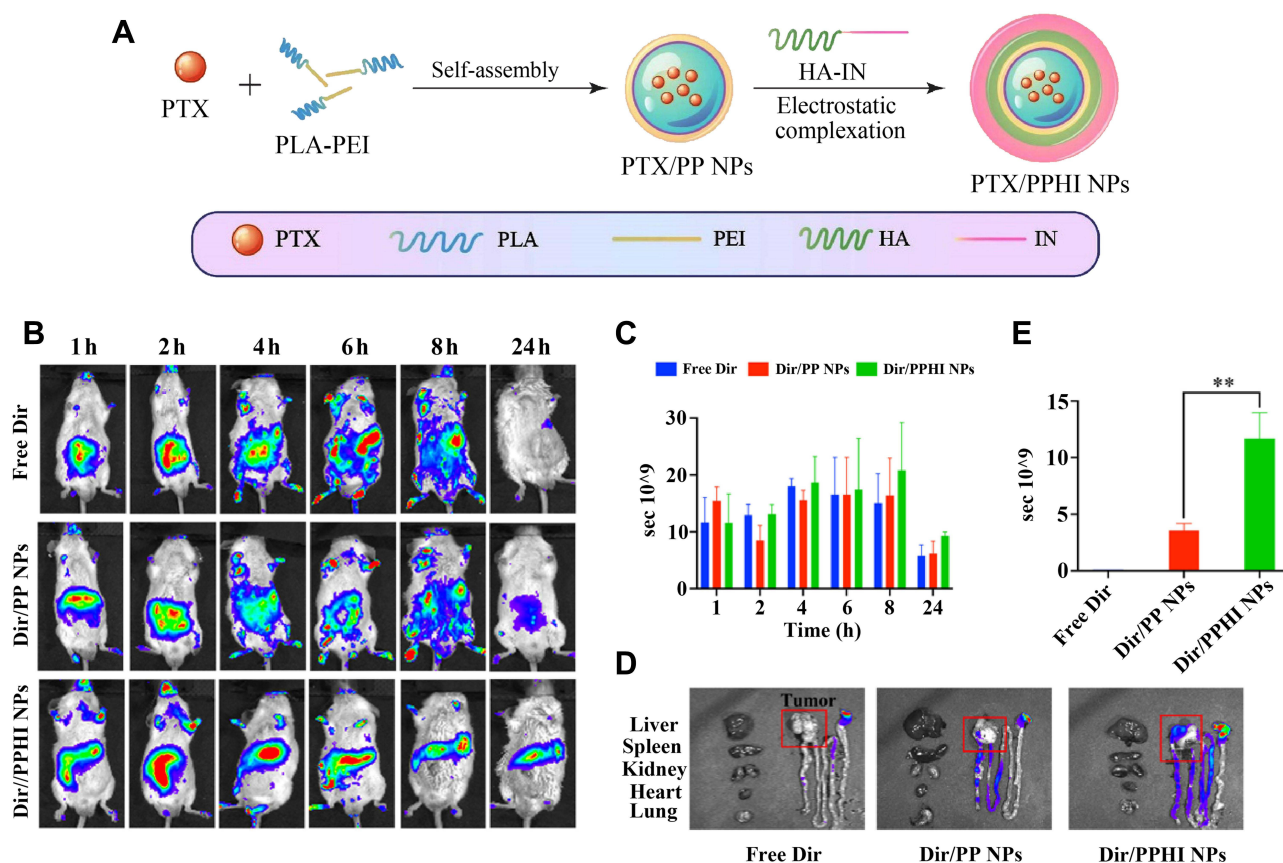 A
PTX
+
PLA-PEI
Self-assembly
PTX/PP NPs
HA-IN
Electrostatic
complexation
PTX/PPHI NPs
PTX PLA PEI HA IN
B
1 h 2 h 4 h 6 h 8 h 24 h
Free Dir
Dir/PP NPs
Dir//PPHI NPs
C
Free Dir Dir/PP NPs Dir/PPHI NPs
sec 10^9
30
20
10
0
1 2 4 6 8 24
Time (h)
E
**
sec 10^9
15
10
5
0
Free Dir
Dir/PP NPs
Dir/PPHI NPs
D
Tumor
Liver
Spleen
Kidney
Heart
Lung
Free Dir Dir/PP NPs Dir/PPHI NPs